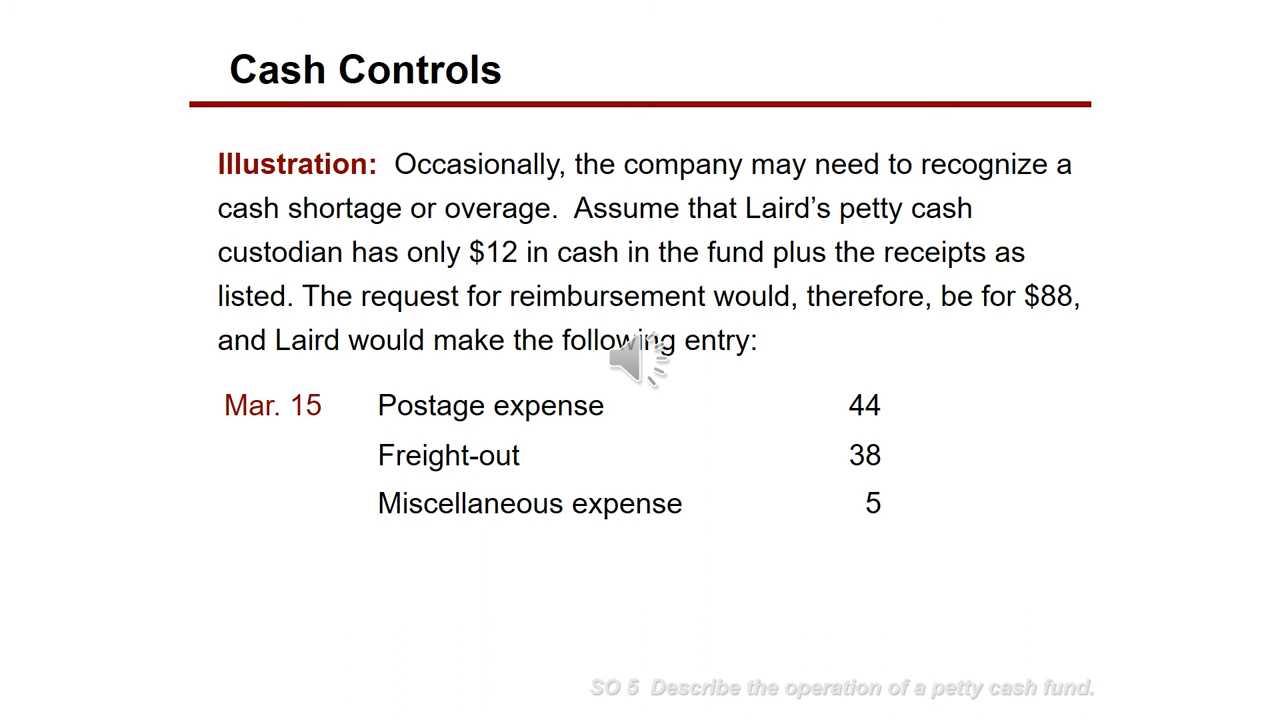 Cash Controls
Illustration: Occasionally, the company may need to recognize a
cash shortage or overage. Assume that Laird’s petty cash
custodian has only $12 in cash in the fund plus the receipts as
listed. The request for reimbursement would, therefore, be for $88,
and Laird would make the following entry:
Mar. 15 Postage expense 44
Freight-out 38
Miscellaneous expense 5
SO 5 Describe the operation of a petty cash fund.